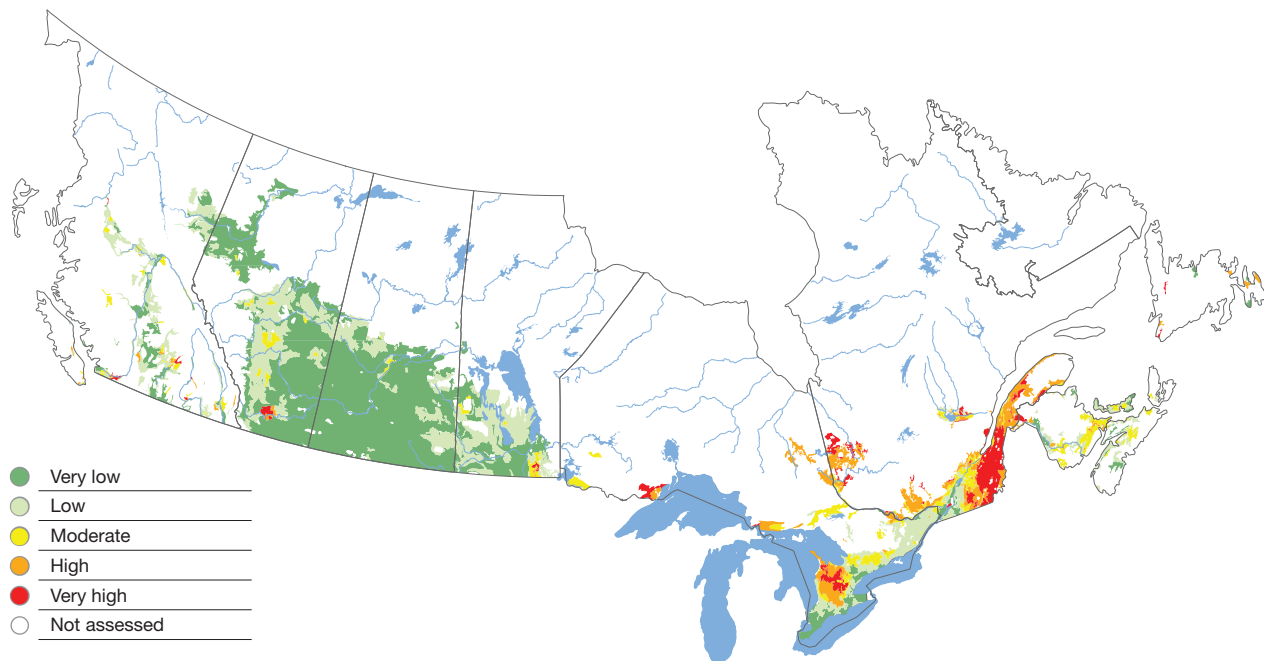 Very low
Low
Moderate
High
Very high
Not assessed